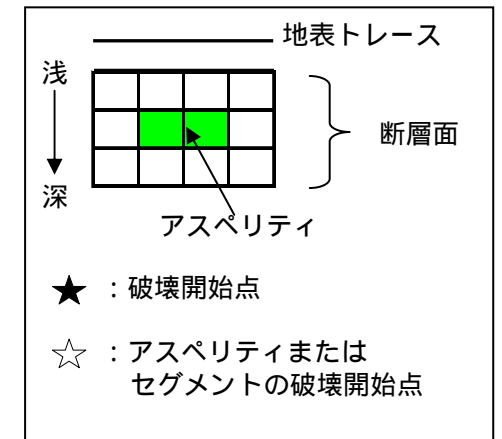 地表トレース
浅
断層面
深
アスペリティ
★ :破壊開始点
☆ :アスペリティまたは
セグメントの破壊開始点